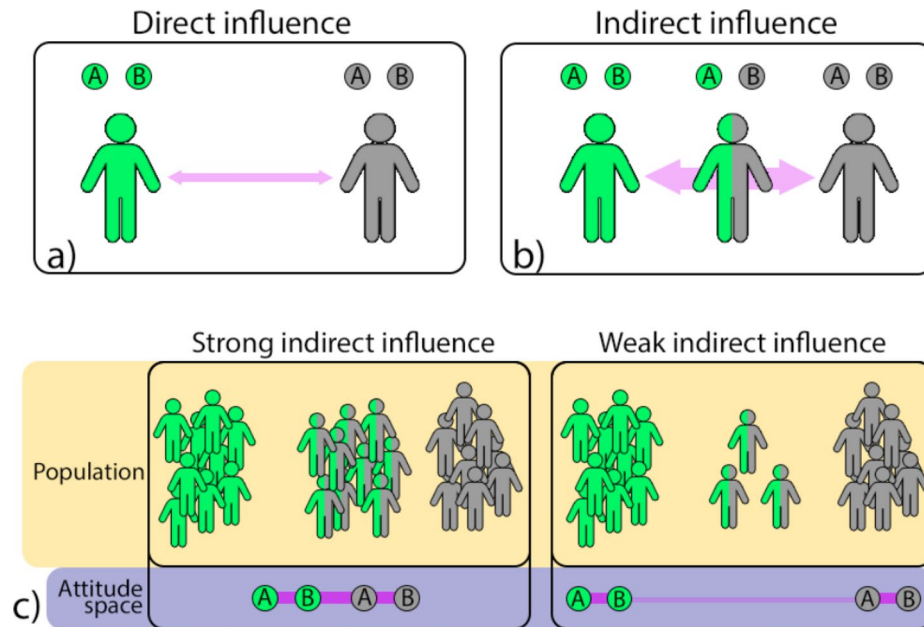 Direct influence
A B A B
a)
Indirect influence
A B A B A B
b)
Strong indirect influence
Weak indirect influence
Population
Attitude
space
c)
A B A B
A B A B